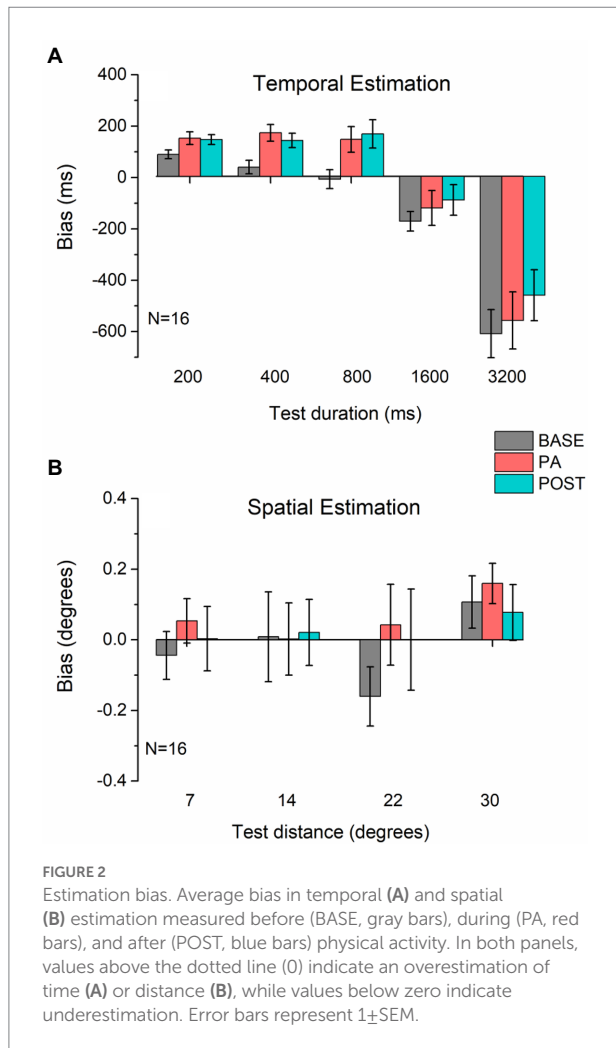 A
Temporal Estimation
400
200
0
-200
-400
-600
Bias (ms)
N=16
200 400 800 1600 3200
Test duration (ms)
BASE
PA
POST
B
Spatial Estimation
0.4
0.2
0.0
-0.2
-0.4
Bias (degrees)
N=16
7 14 22 30
Test distance (degrees)
FIGURE 2
Estimation bias. Average bias in temporal (A) and spatial
(B) estimation measured before (BASE, gray bars), during (PA, red
bars), and after (POST, blue bars) physical activity. In both panels,
values above the dotted line (0) indicate an overestimation of
time (A) or distance (B), while values below zero indicate
underestimation. Error bars represent 1±SEM.